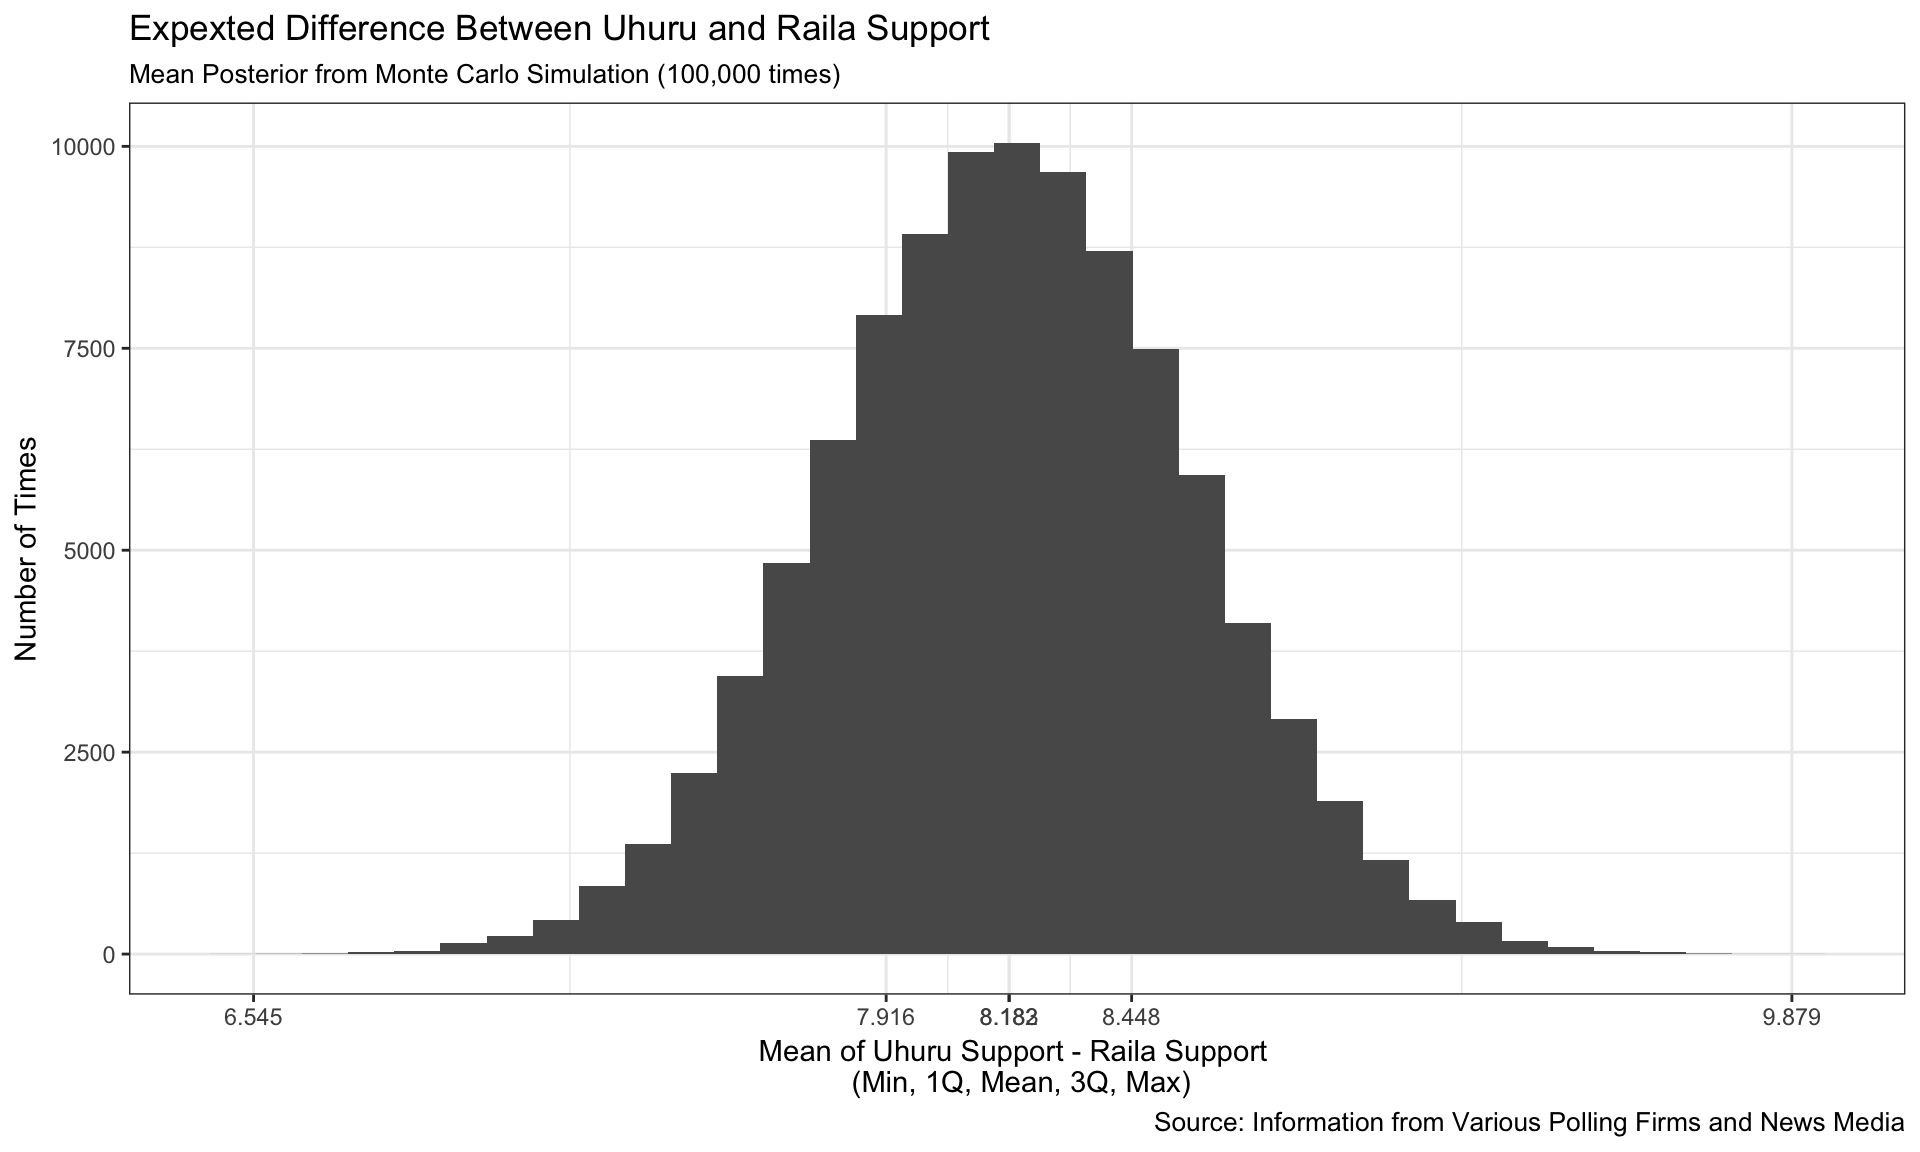 Expexted Difference Between Uhuru and Raila Support
Mean Posterior from Monte Carlo Simulation (100,000 times)
10000
7500
5000
2500
0
Number of Times
6.545
7.916
8.448
9.879
Mean of Uhuru Support - Raila Support
(Min, 1Q, Mean, 3Q, Max)
Source: Information from Various Polling Firms and News Media